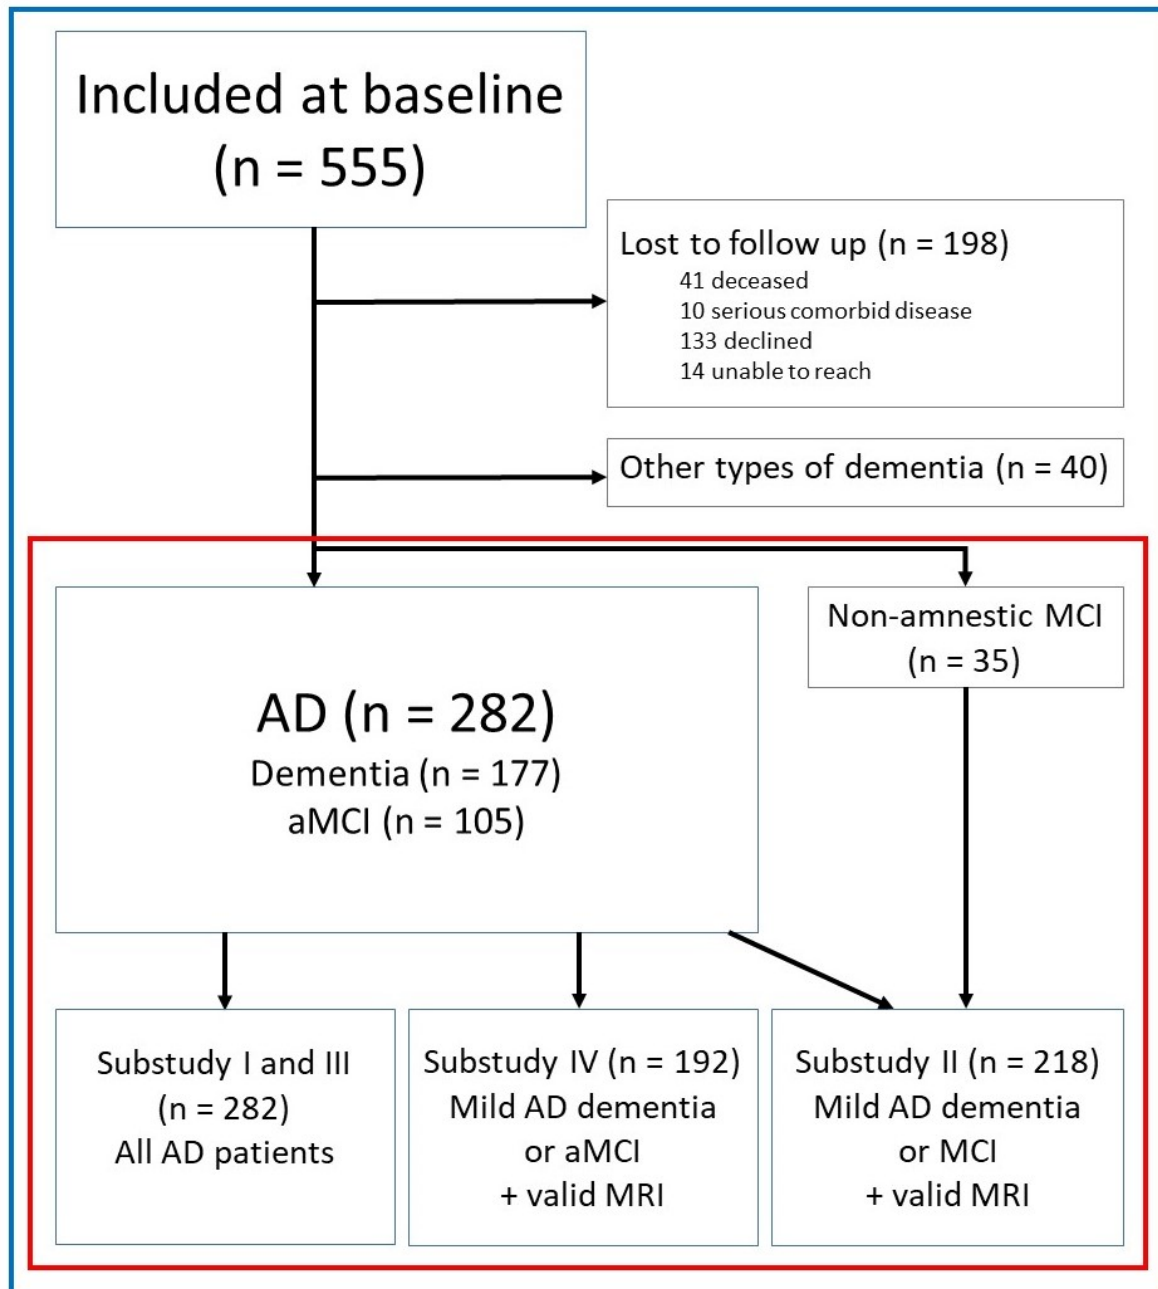 Included at baseline
(n = 555)
Lost to follow up (n = 198)
41 deceased
10 serious comorbid disease
133 declined
14 unable to reach
Other types of dementia (n = 40)
Non-amnestic MCI
(n = 35)
AD (n = 282)
Dementia (n = 177)
aMCI (n = 105)
Substudy I and III
(n = 282)
All AD patients
Substudy IV (n = 192)
Mild AD dementia
or aMCI
+ valid MRI
Substudy II (n = 218)
Mild AD dementia
or MCI
+ valid MRI